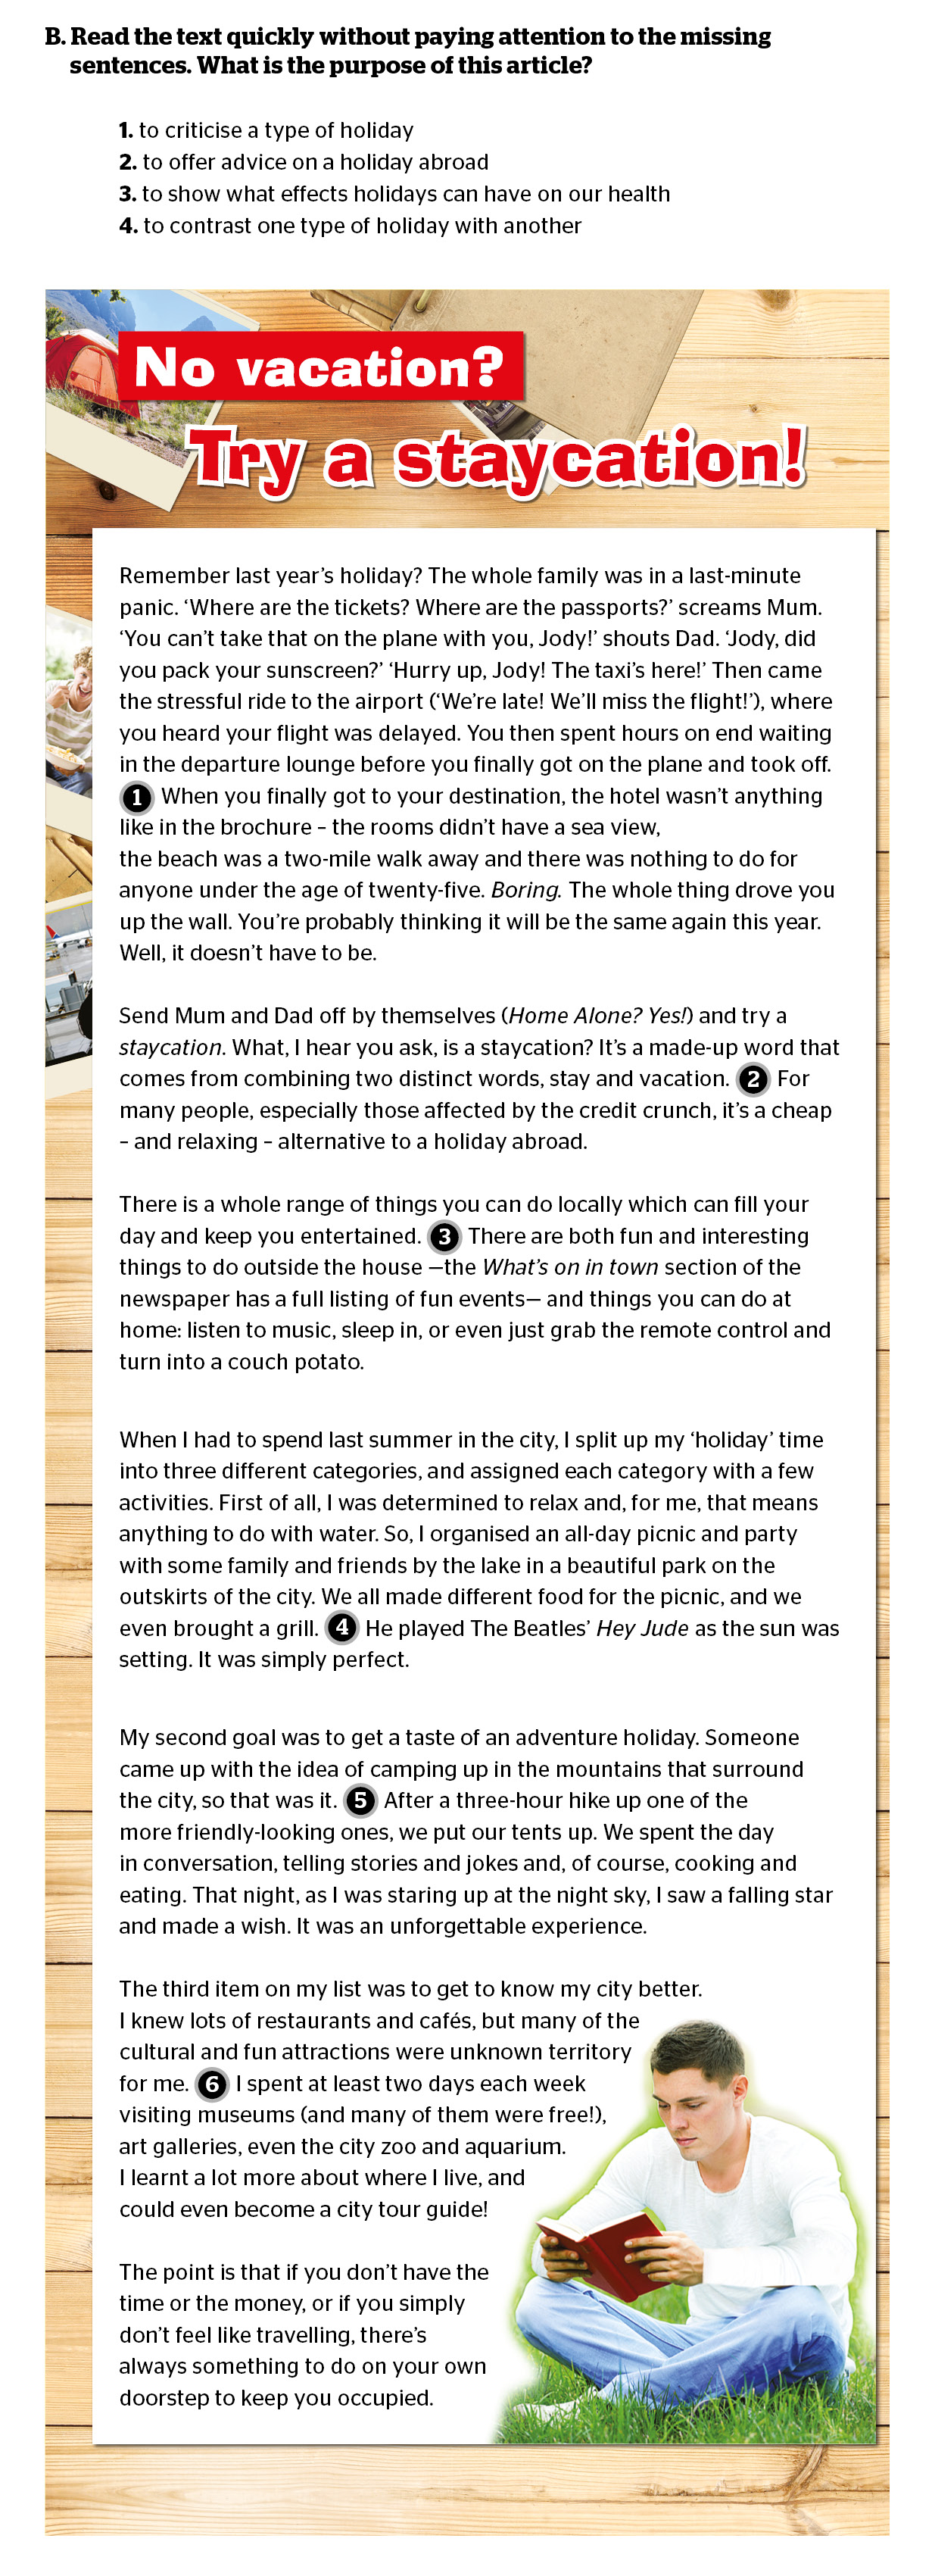 B. Read the text quickly without paying attention to the missing
sentences. What is the purpose of this article?
1. to criticise a type of holiday
2. to offer advice on a holiday abroad
3. to show what effects holidays can have on our health
4. to contrast one type of holiday with another
No vacation?
Try a staycation!
Remember last year’s holiday? The whole family was in a last-minute
panic. ‘Where are the tickets? Where are the passports?’ screams Mum.
‘You can’t take that on the plane with you, Jody!’ shouts Dad. ‘Jody, did
you pack your sunscreen?’ ‘Hurry up, Jody! The taxi’s here!’ Then came
the stressful ride to the airport (‘We’re late! We’ll miss the flight!’), where
you heard your flight was delayed. You then spent hours on end waiting
in the departure lounge before you finally got on the plane and took off.
1 When you finally got to your destination, the hotel wasn’t anything
like in the brochure – the rooms didn’t have a sea view,
the beach was a two-mile walk away and there was nothing to do for
anyone under the age of twenty-five. Boring. The whole thing drove you
up the wall. You’re probably thinking it will be the same again this year.
Well, it doesn’t have to be.
Send Mum and Dad off by themselves (Home Alone? Yes!) and try a
staycation. What, I hear you ask, is a staycation? It’s a made-up word that
comes from combining two distinct words, stay and vacation. 2 For
many people, especially those affected by the credit crunch, it’s a cheap
– and relaxing – alternative to a holiday abroad.
There is a whole range of things you can do locally which can fill your
day and keep you entertained. 3 There are both fun and interesting
things to do outside the house —the What’s on in town section of the
newspaper has a full listing of fun events— and things you can do at
home: listen to music, sleep in, or even just grab the remote control and
turn into a couch potato.
When I had to spend last summer in the city, I split up my ‘holiday’ time
into three different categories, and assigned each category with a few
activities. First of all, I was determined to relax and, for me, that means
anything to do with water. So, I organised an all-day picnic and party
with some family and friends by the lake in a beautiful park on the
outskirts of the city. We all made different food for the picnic, and we
even brought a grill. 4 He played The Beatles’ Hey Jude as the sun was
setting. It was simply perfect.
My second goal was to get a taste of an adventure holiday. Someone
came up with the idea of camping up in the mountains that surround
the city, so that was it. 5 After a three-hour hike up one of the
more friendly-looking ones, we put our tents up. We spent the day
in conversation, telling stories and jokes and, of course, cooking and
eating. That night, as I was staring up at the night sky, I saw a falling star
and made a wish. It was an unforgettable experience.
The third item on my list was to get to know my city better.
I knew lots of restaurants and cafés, but many of the
cultural and fun attractions were unknown territory
for me. 6 I spent at least two days each week
visiting museums (and many of them were free!),
art galleries, even the city zoo and aquarium.
I learnt a lot more about where I live, and
could even become a city tour guide!
The point is that if you don’t have the
time or the money, or if you simply
don’t feel like travelling, there’s
always something to do on your own
doorstep to keep you occupied.